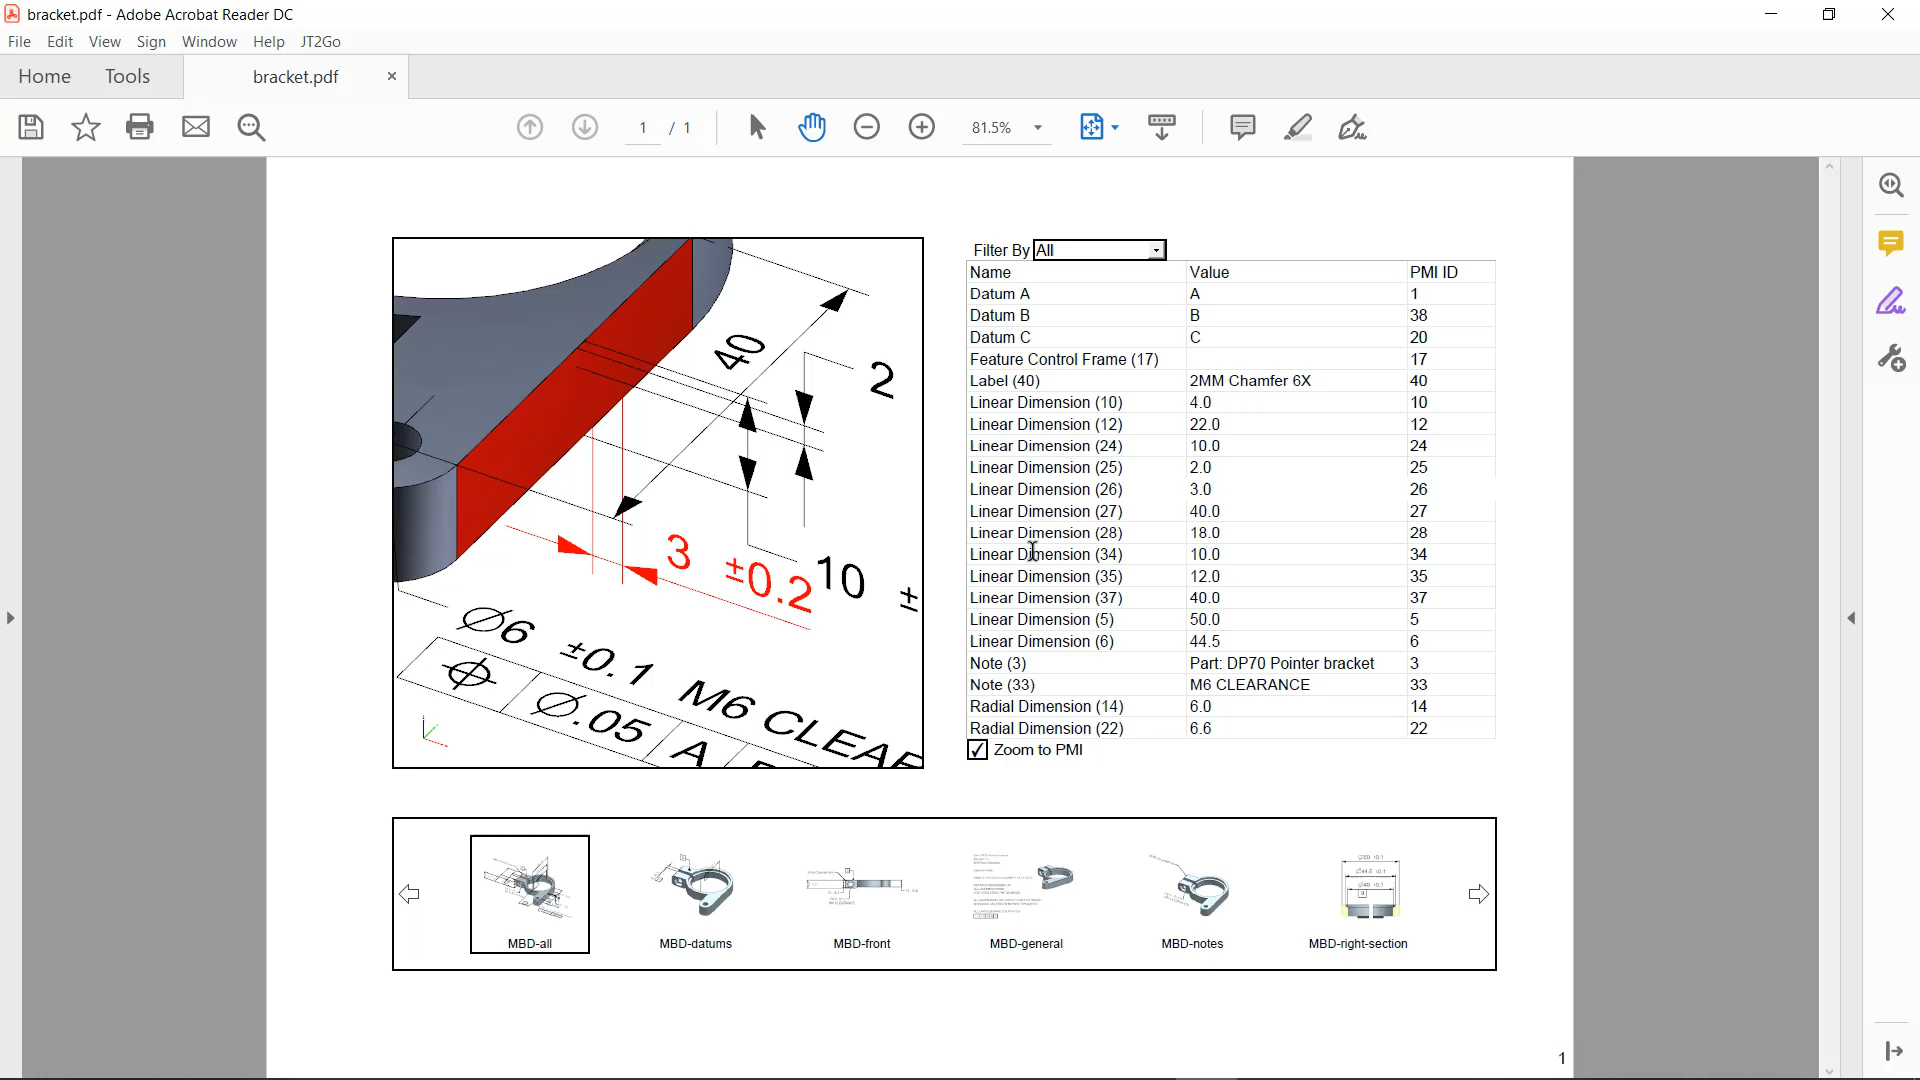 bracket.pdf - Adobe Acrobat Reader DC
File Edit View Sign Window Help JT2Go
Home Tools bracket.pdf
1 / 1 81.5%
Filter By All
Name Value PMI ID
Datum A A 1
Datum B B 38
Datum C C 20
Feature Control Frame (17) 17
Label (40) 2MM Chamfer 6X 40
Linear Dimension (10) 4.0 10
Linear Dimension (12) 22.0 12
Linear Dimension (24) 10.0 24
Linear Dimension (25) 2.0 25
Linear Dimension (26) 3.0 26
Linear Dimension (27) 40.0 27
Linear Dimension (28) 18.0 28
Linear Dimension (34) 10.0 34
Linear Dimension (35) 12.0 35
Linear Dimension (37) 40.0 37
Linear Dimension (5) 50.0 5
Linear Dimension (6) 44.5 6
Note (3) Part: DP70 Pointer bracket 3
Note (33) M6 CLEARANCE 33
Radial Dimension (14) 6.0 14
Radial Dimension (22) 6.6 22
Zoom to PMI
40
2
3 ±0.2
10 ±
Ø6 ±0.1 M6 CLEAR
Ø.05 A
MBD-all
MBD-datums
MBD-front
MBD-general
MBD-notes
MBD-right-section
1